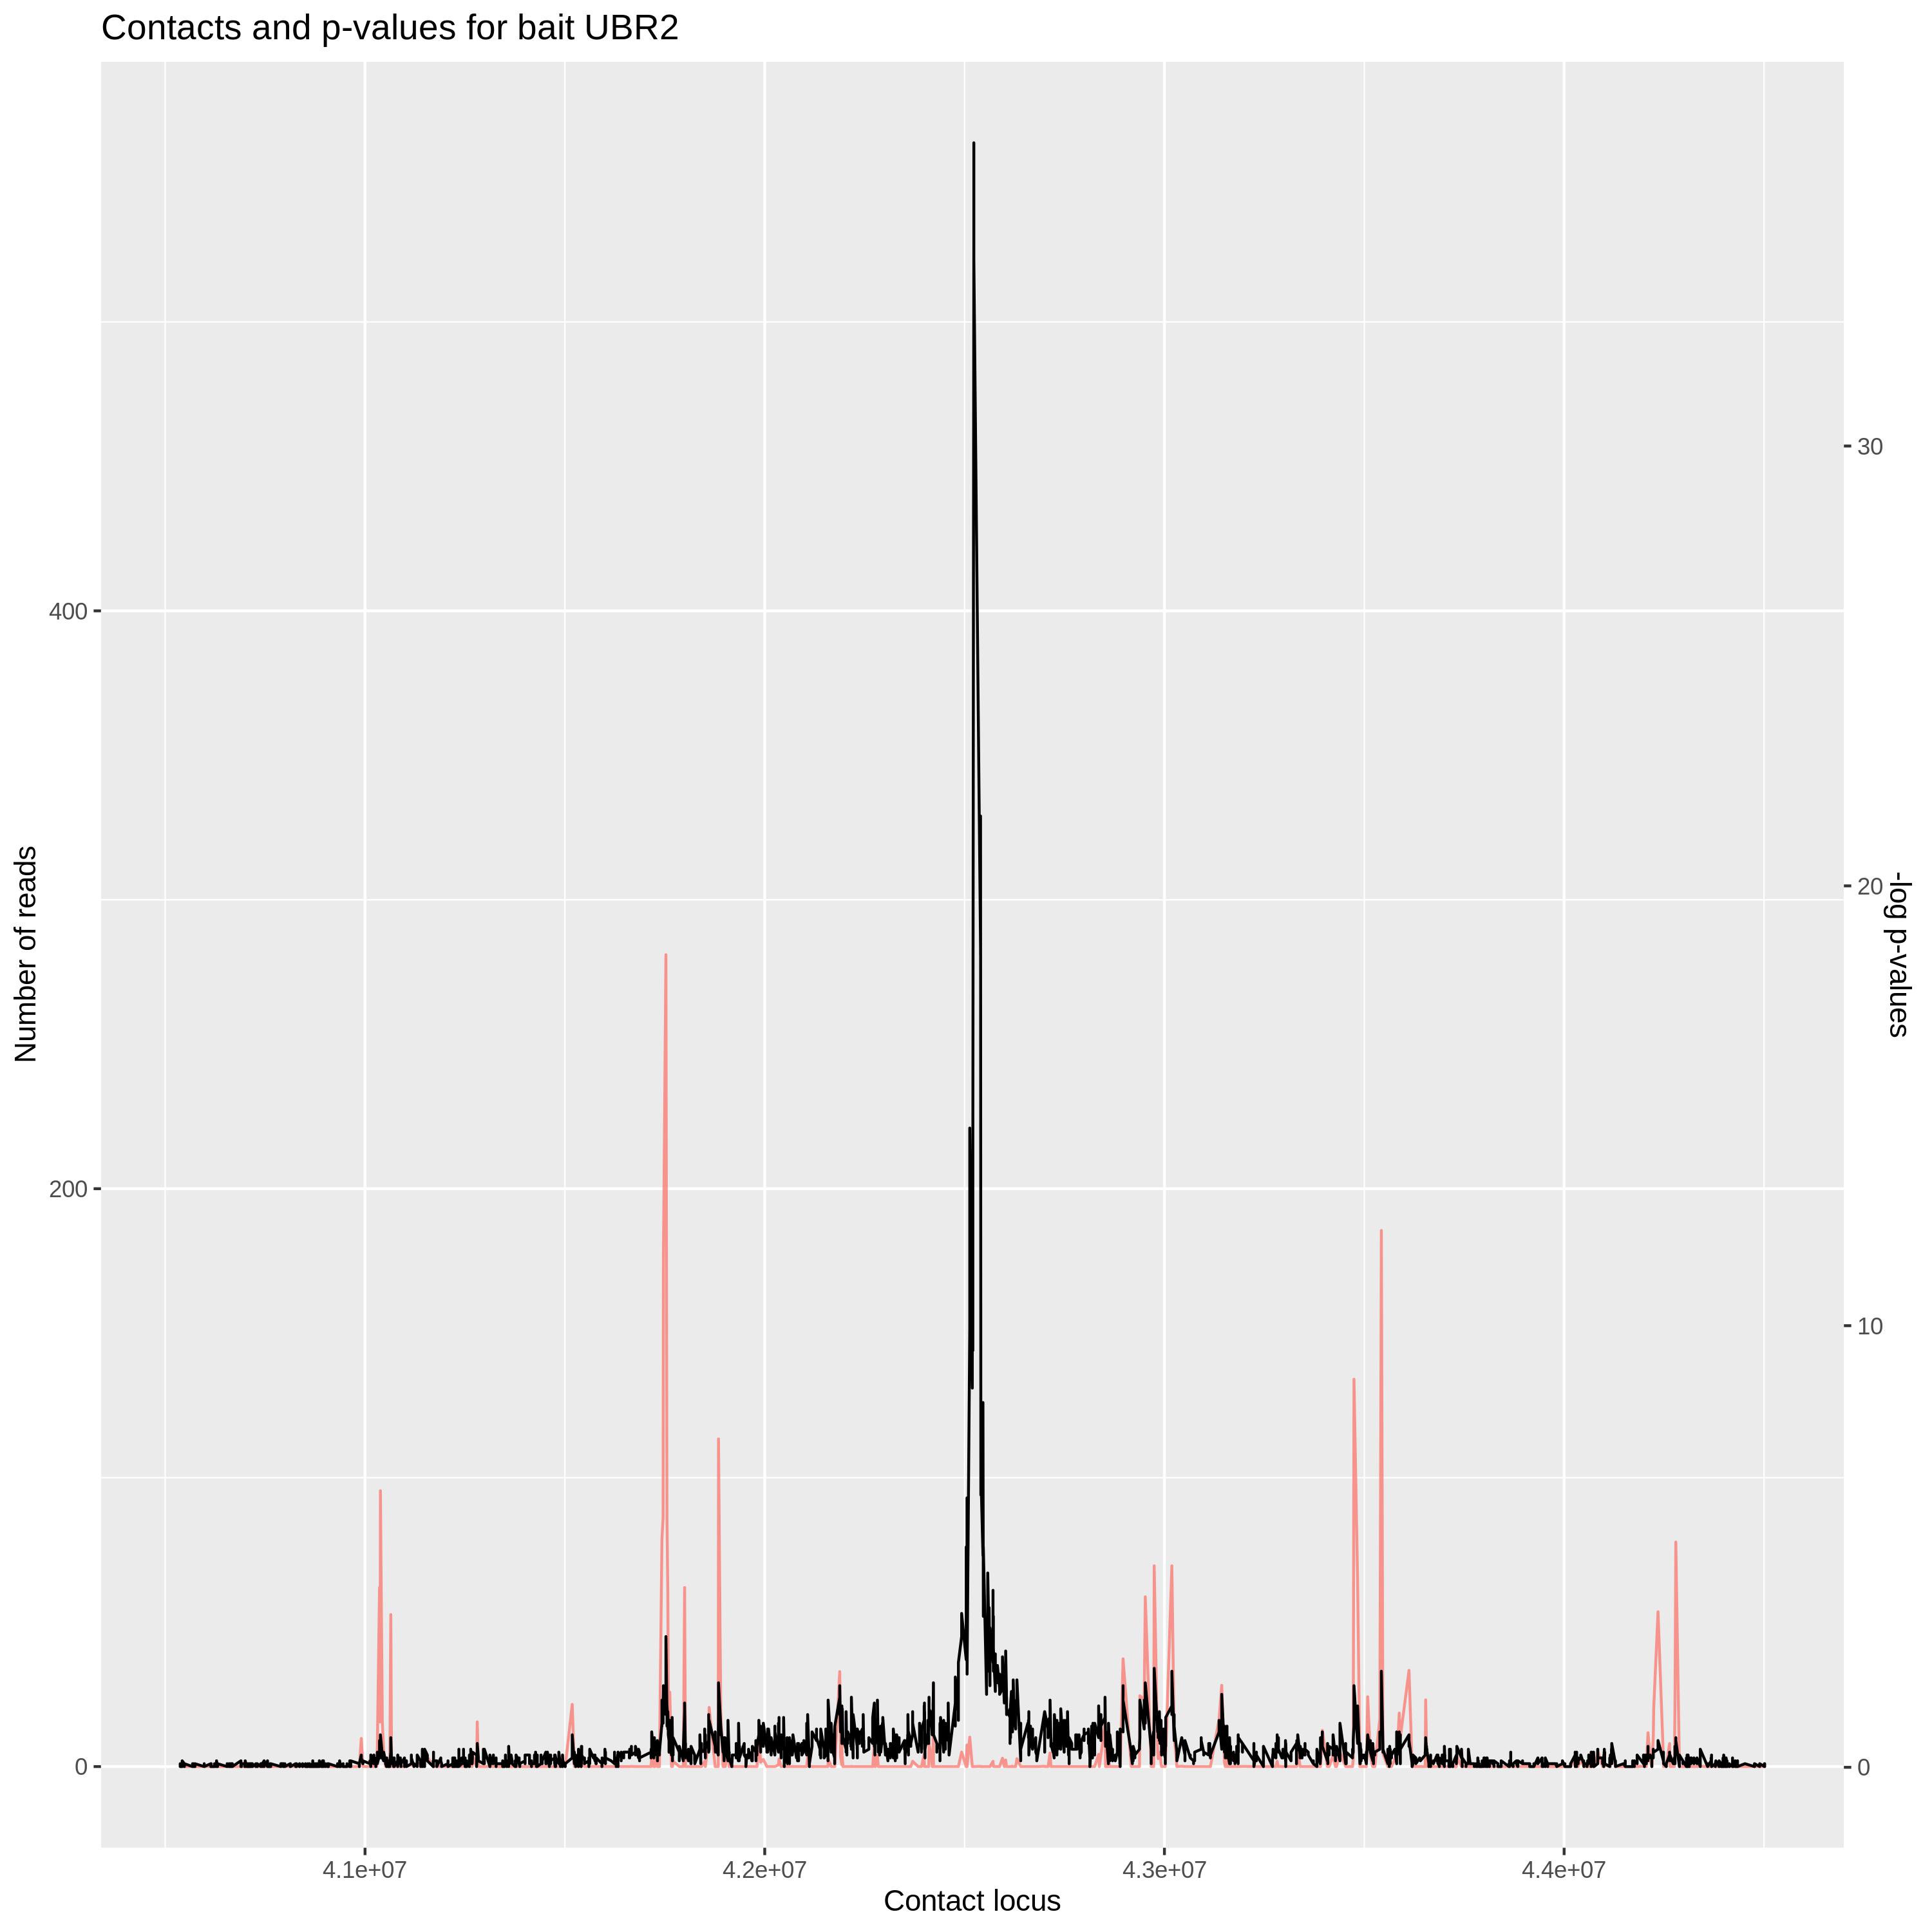 Contacts and p-values for bait UBR2
Number of reads
400
200
0
30
20
10
0
-log p-values
4.1e+07
4.2e+07
4.3e+07
4.4e+07
Contact locus